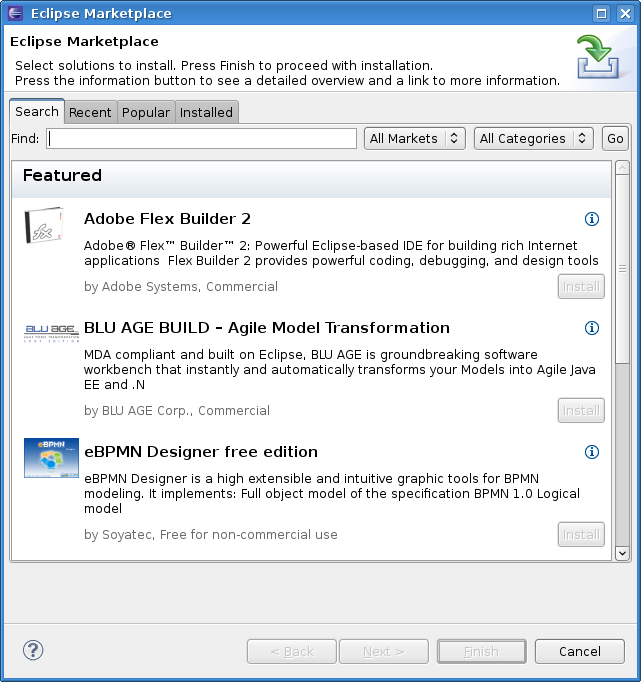 Eclipse Marketplace
Eclipse Marketplace
Select solutions to install. Press Finish to proceed with installation.
Press the information button to see a detailed overview and a link to more information.
Search Recent Popular Installed
Find: All Markets All Categories Go
Featured
Adobe Flex Builder 2
Adobe® Flex™ Builder™ 2: Powerful Eclipse-based IDE for building rich Internet
applications  Flex Builder 2 provides powerful coding, debugging, and design tools
by Adobe Systems, Commercial Install
BLU AGE BLU AGE BUILD – Agile Model Transformation
MDA compliant and built on Eclipse, BLU AGE is groundbreaking software
workbench that instantly and automatically transforms your Models into Agile Java
EE and .N
by BLU AGE Corp., Commercial Install
eBPMN eBPMN Designer free edition
eBPMN Designer is a high extensible and intuitive graphic tools for BPMN
modeling. It implements: Full object model of the specification BPMN 1.0 Logical
model
by Soyatec, Free for non-commercial use Install
? < Back Next > Finish Cancel